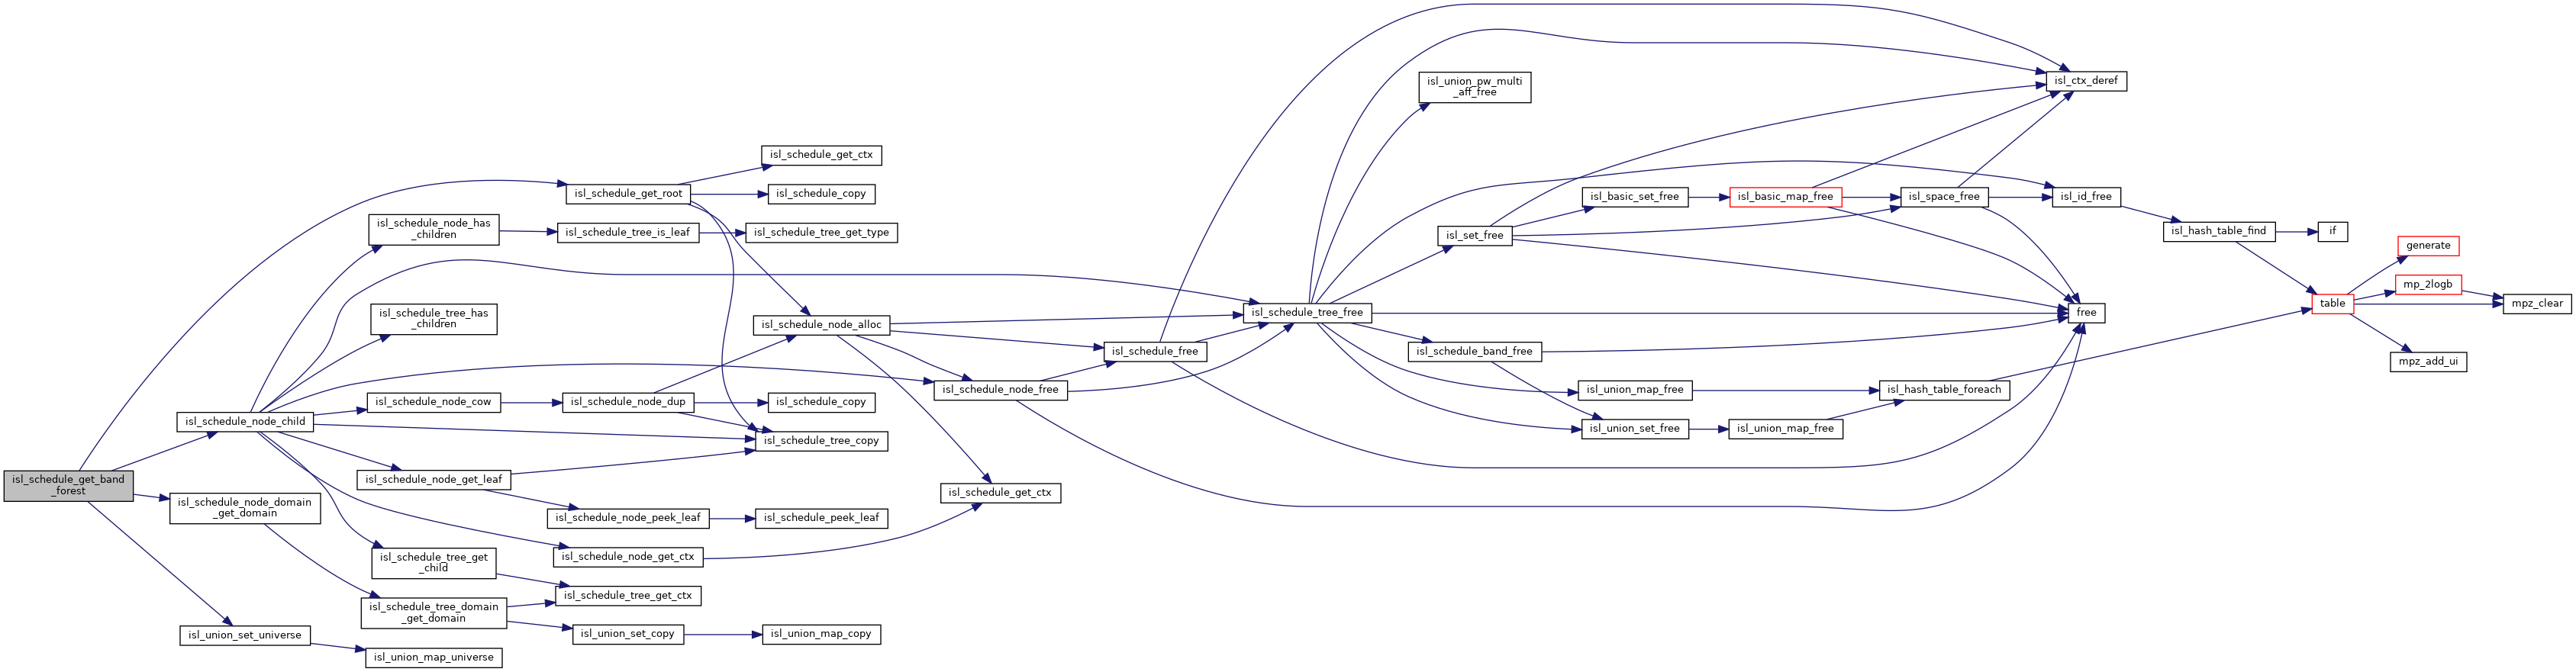 isl_schedule_get_band
_forest
isl_schedule_get_root
isl_schedule_node_child
isl_schedule_node_domain
_get_domain
isl_union_set_universe
isl_schedule_get_ctx
isl_schedule_copy
isl_schedule_node_has
_children
isl_schedule_tree_is_leaf
isl_schedule_tree_get_type
isl_schedule_tree_has
_children
isl_schedule_node_cow
isl_schedule_node_dup
isl_schedule_node_alloc
isl_schedule_copy
isl_schedule_tree_copy
isl_schedule_node_get_leaf
isl_schedule_node_peek_leaf
isl_schedule_peek_leaf
isl_schedule_node_get_ctx
isl_schedule_tree_get
_child
isl_schedule_tree_get_ctx
isl_schedule_tree_domain
_get_domain
isl_union_set_copy
isl_union_map_copy
isl_union_map_universe
isl_schedule_node_free
isl_schedule_get_ctx
isl_schedule_free
isl_schedule_tree_free
isl_union_pw_multi
_aff_free
isl_set_free
isl_schedule_band_free
isl_basic_set_free
isl_basic_map_free
isl_union_map_free
isl_union_set_free
isl_union_map_free
isl_space_free
isl_hash_table_foreach
isl_ctx_deref
isl_id_free
free
isl_hash_table_find
if
table
generate
mp_2logb
mpz_clear
mpz_add_ui